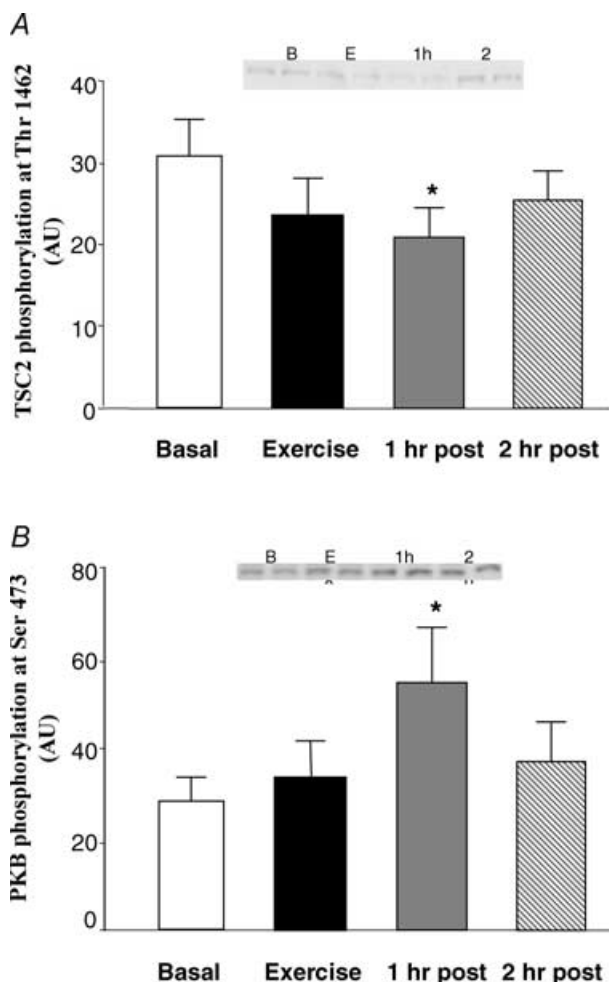 A
B E 1h 2
TSC2 phosphorylation at Thr 1462
(AU)
40
30
20
10
0
Basal Exercise 1 hr post 2 hr post
B
B E 1h 2
PKB phosphorylation at Ser 473
(AU)
80
60
40
20
0
*
*
Basal Exercise 1 hr post 2 hr post